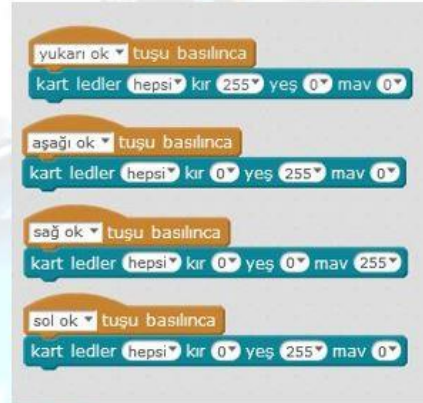 yukarı ok tuşu basılınca
kart ledler hepsi kır 255 yeş 0 mav 0
aşağı ok tuşu basılınca
kart ledler hepsi kır 0 yeş 255 mav 0
sağ ok tuşu basılınca
kart ledler hepsi kır 0 yeş 0 mav 255
sol ok tuşu basılınca
kart ledler hepsi kır 0 yeş 255 mav 0